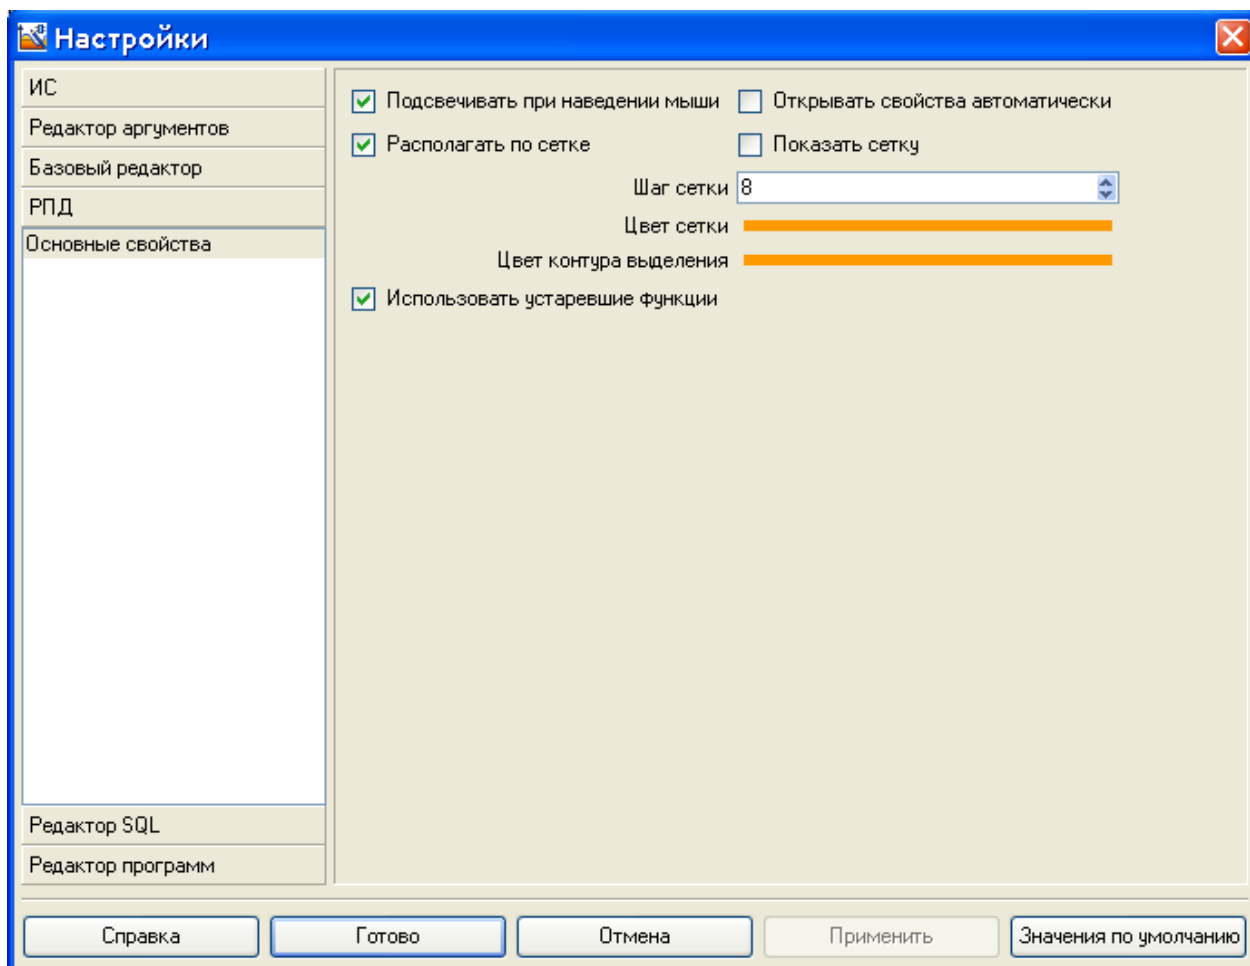 Настройки
ИС
Редактор аргументов
Базовый редактор
РПД
Основные свойства
Редактор SQL
Редактор программ
Подсвечивать при наведении мыши
Открывать свойства автоматически
Располагать по сетке
Показать сетку
Шаг сетки 8
Цвет сетки
Цвет контура выделения
Использовать устаревшие функции
Справка
Готово
Отмена
Применить
Значения по умолчанию